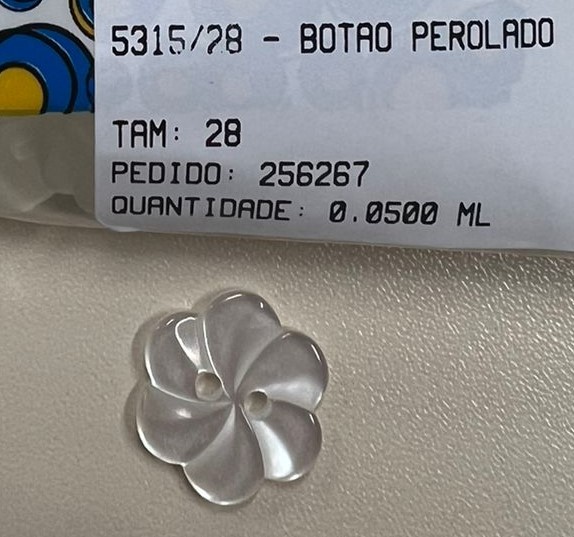 5315/28 - BOTAO PEROLADO
TAM: 28
PEDIDO: 256267
QUANTIDADE: 0.0500 ML